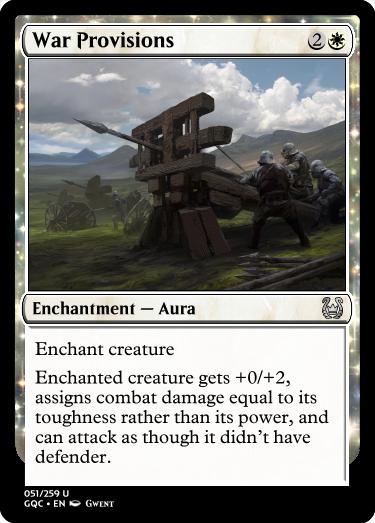 War Provisions
2
Enchantment — Aura
Enchant creature
Enchanted creature gets +0/+2,
assigns combat damage equal to its
toughness rather than its power, and
can attack as though it didn't have
defender.
051/259 U
GQC • EN Gwent